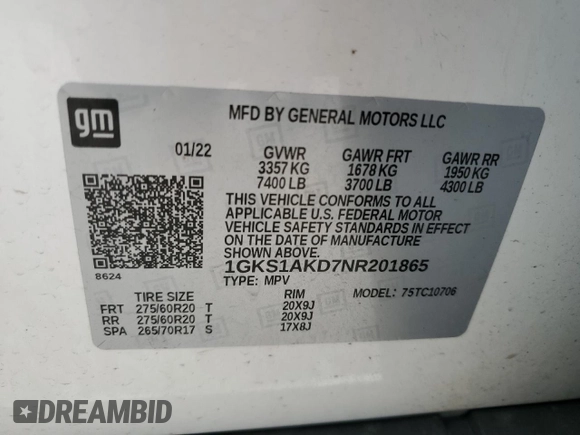 gm
MFD BY GENERAL MOTORS LLC
01/22 GVWR GAWR FRT GAWR RR
3357 KG 1678 KG 1950 KG
7400 LB 3700 LB 4300 LB
THIS VEHICLE CONFORMS TO ALL
APPLICABLE U.S. FEDERAL MOTOR
VEHICLE SAFETY STANDARDS IN EFFECT
ON THE DATE OF MANUFACTURE
SHOWN ABOVE.
8624
1GKS1AKD7NR201865
TYPE: MPV MODEL: 7STC10706
TIRE SIZE RIM
FRT 275/60R20 T 20X9J
RR 275/60R20 T 20X9J
SPA 265/70R17 S 17X8J
DREAMBID